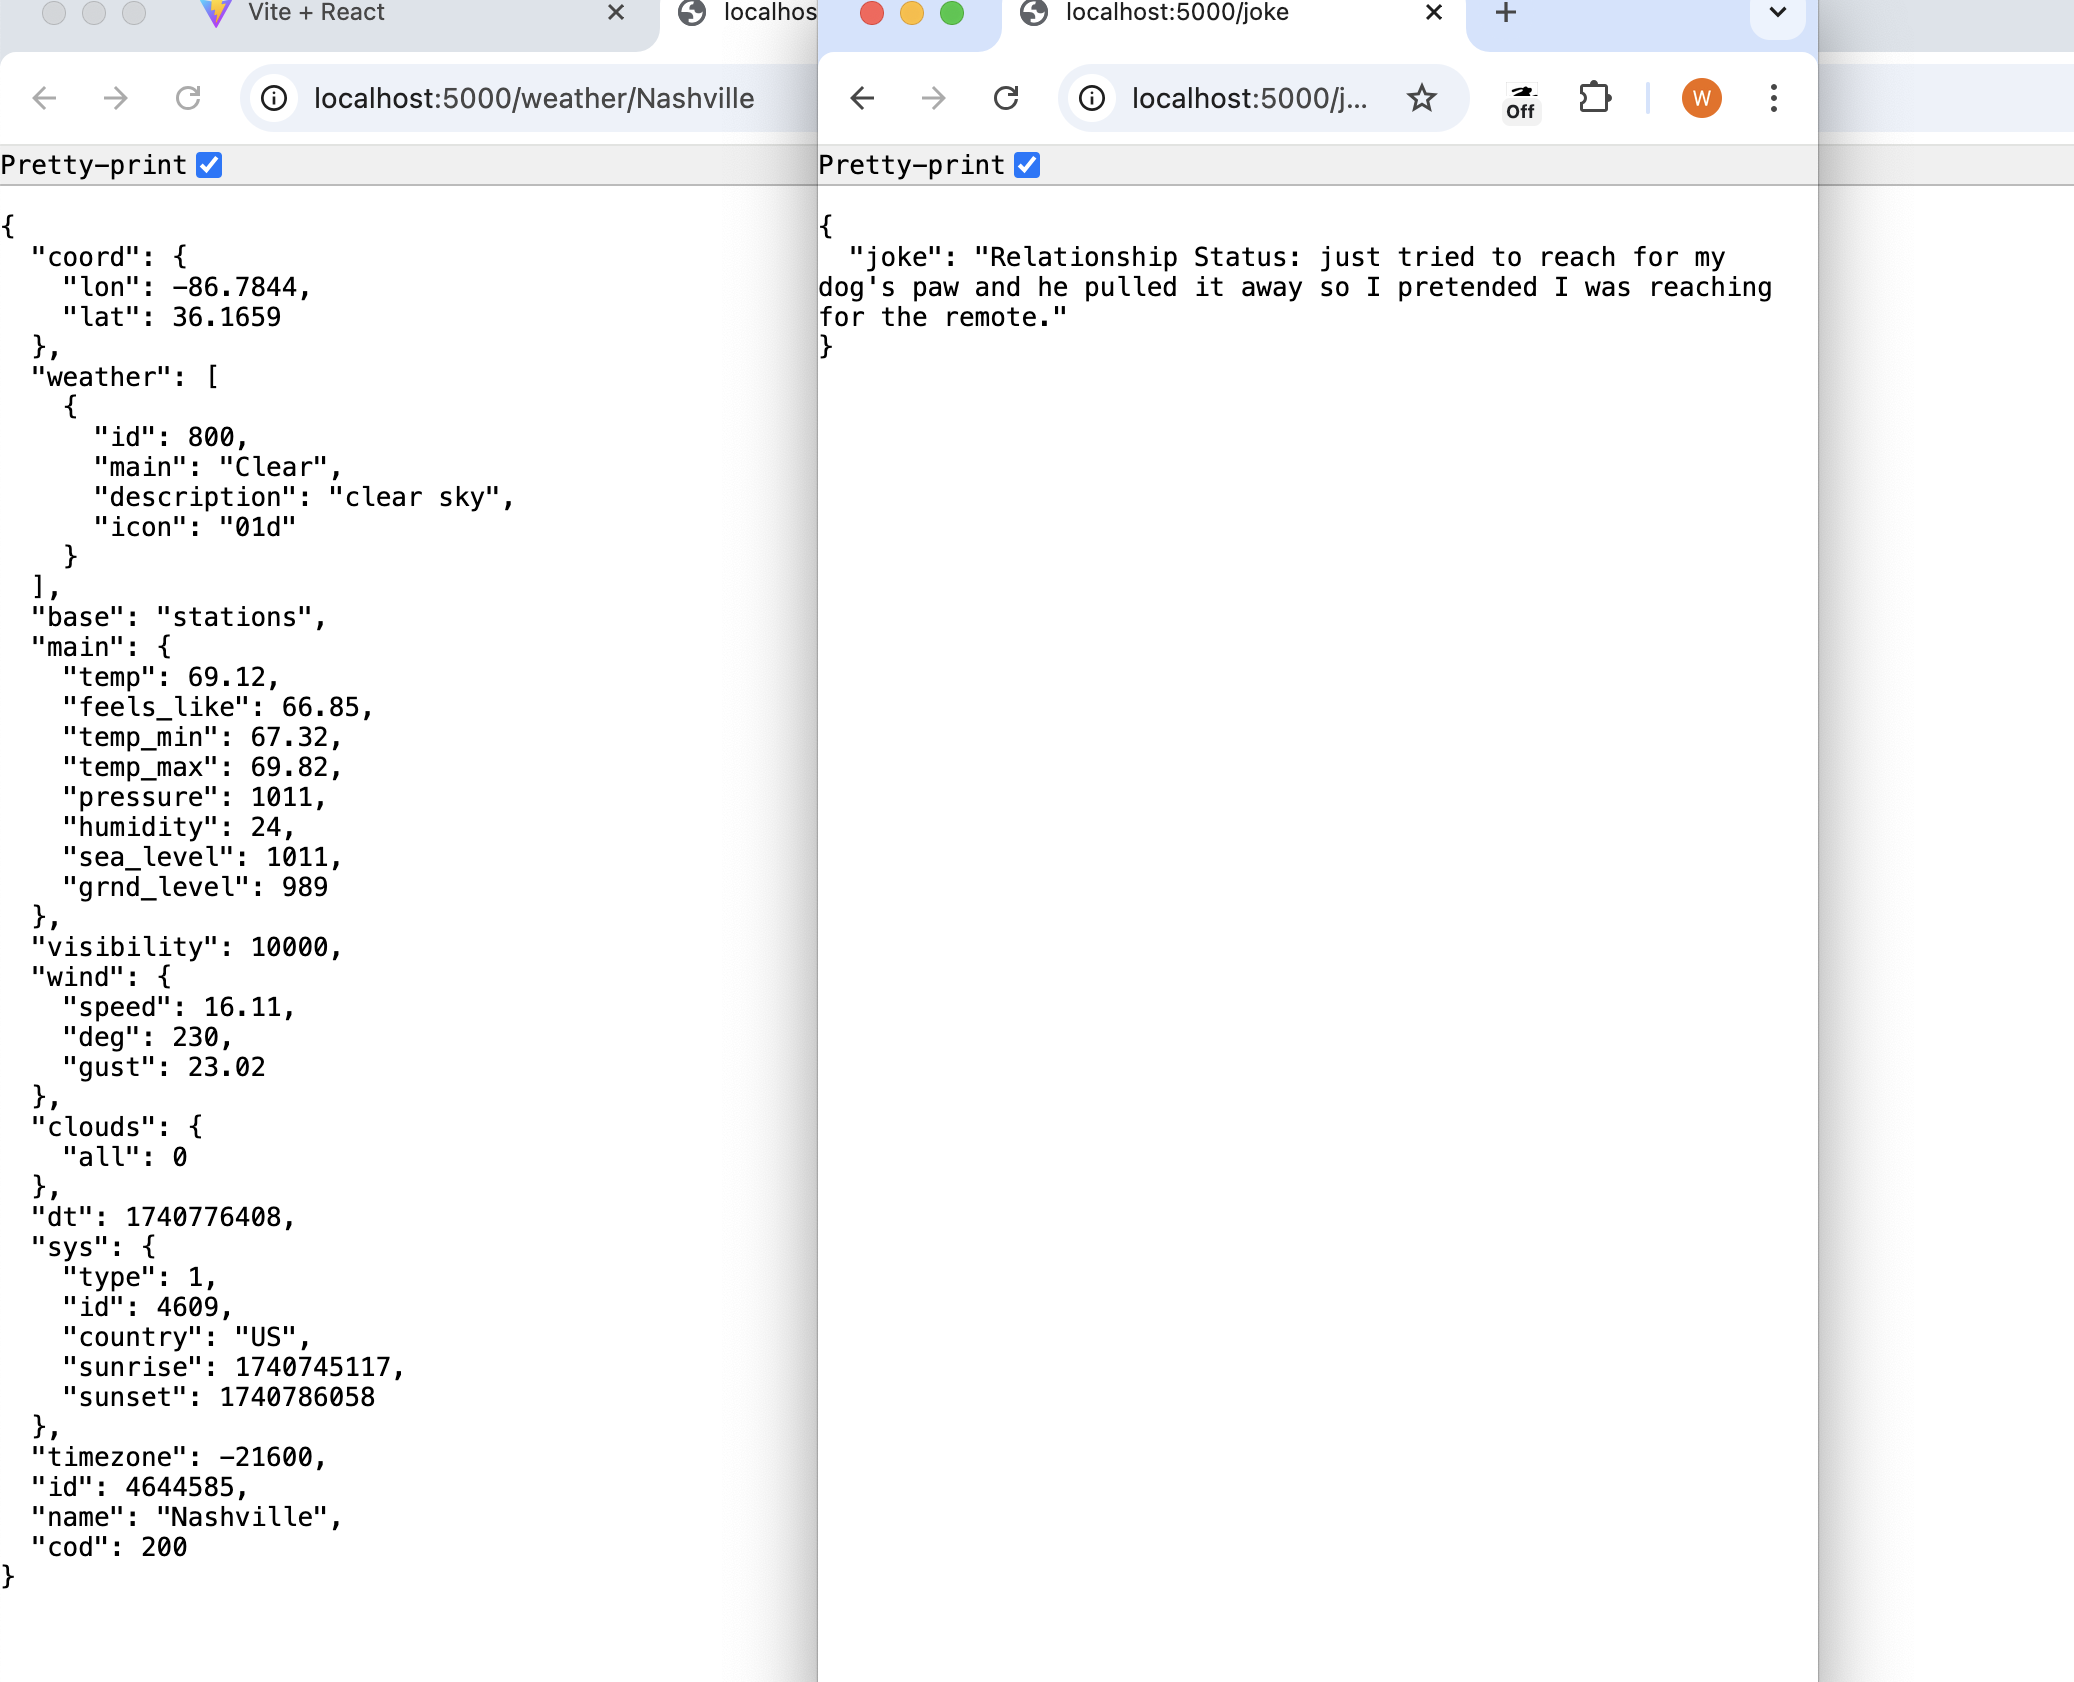 Vite + React
localhos
localhost:5000/weather/Nashville
Pretty-print
{
  "coord": {
    "lon": -86.7844,
    "lat": 36.1659
  },
  "weather": [
    {
      "id": 800,
      "main": "Clear",
      "description": "clear sky",
      "icon": "01d"
    }
  ],
  "base": "stations",
  "main": {
    "temp": 69.12,
    "feels_like": 66.85,
    "temp_min": 67.32,
    "temp_max": 69.82,
    "pressure": 1011,
    "humidity": 24,
    "sea_level": 1011,
    "grnd_level": 989
  },
  "visibility": 10000,
  "wind": {
    "speed": 16.11,
    "deg": 230,
    "gust": 23.02
  },
  "clouds": {
    "all": 0
  },
  "dt": 1740776408,
  "sys": {
    "type": 1,
    "id": 4609,
    "country": "US",
    "sunrise": 1740745117,
    "sunset": 1740786058
  },
  "timezone": -21600,
  "id": 4644585,
  "name": "Nashville",
  "cod": 200
}
localhost:5000/joke
localhost:5000/j...
Off
W
Pretty-print
{
  "joke": "Relationship Status: just tried to reach for my
dog's paw and he pulled it away so I pretended I was reaching
for the remote."
}